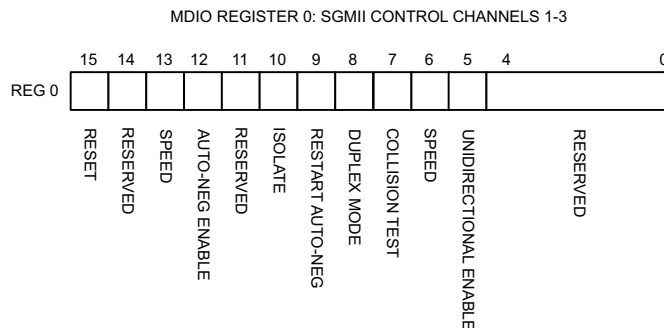 MDIO REGISTER 0: SGMII CONTROL CHANNELS 1-3
15 14 13 12 11 10 9 8 7 6 5 4 0
REG 0
RESET
RESERVED
SPEED
AUTO-NEG ENABLE
RESERVED
ISOLATE
RESTART AUTO-NEG
DUPLEX MODE
COLLISION TEST
SPEED
UNIDIRECTIONAL ENABLE
RESERVED